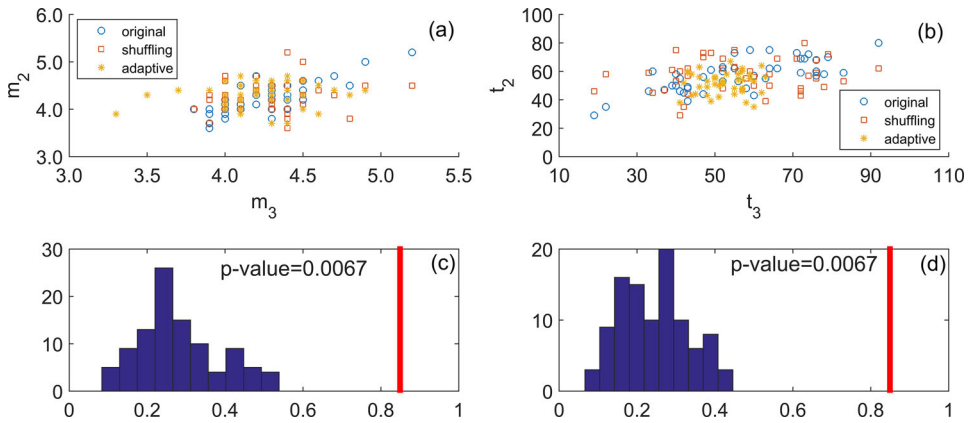 6.0
5.0
4.0
3.0
m2
original
shuffling
adaptive
(a)
3.0 3.5 4.0 4.5 5.0 5.5
m3
100
80
60
40
20
0
t2
(b)
original
shuffling
adaptive
10 30 50 70 90 110
t3
30
20
10
0
p-value=0.0067
(c)
0 0.2 0.4 0.6 0.8 1
20
10
0
p-value=0.0067
(d)
0 0.2 0.4 0.6 0.8 1